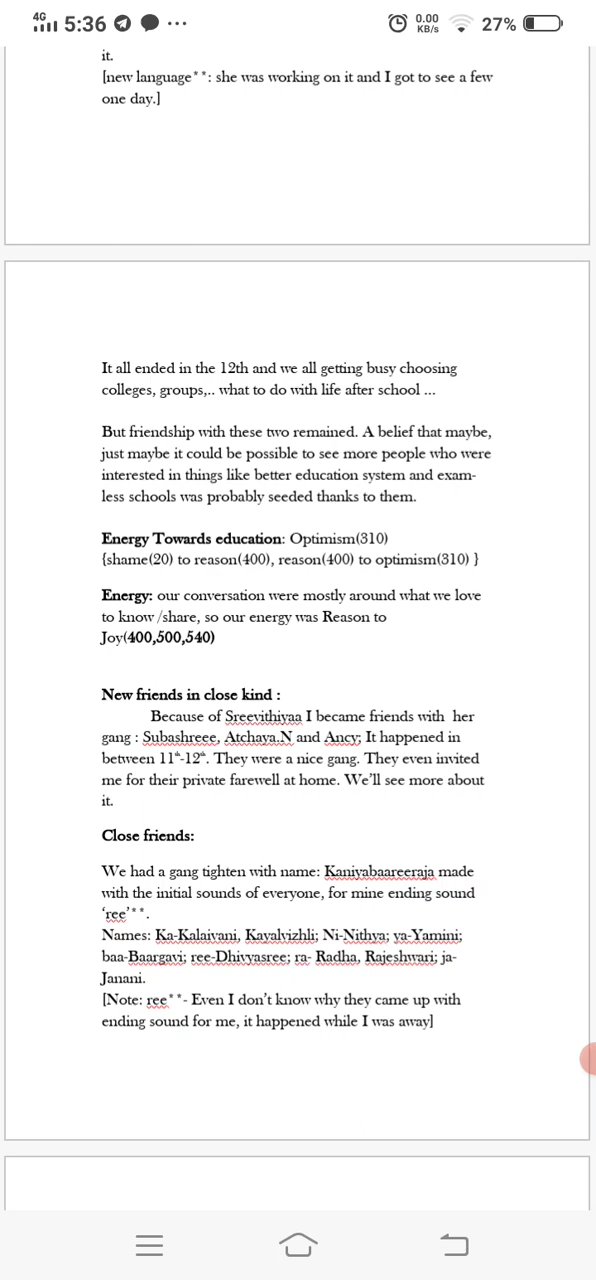 4G 5:36 ... 0.00 KB/s 27%
it.
[new language**: she was working on it and I got to see a few
one day.]
It all ended in the 12th and we all getting busy choosing
colleges, groups,.. what to do with life after school ...
But friendship with these two remained. A belief that maybe,
just maybe it could be possible to see more people who were
interested in things like better education system and exam-
less schools was probably seeded thanks to them.
Energy Towards education: Optimism(310)
{shame(20) to reason(400), reason(400) to optimism(310) }
Energy: our conversation were mostly around what we love
to know /share, so our energy was Reason to
Joy(400,500,540)
New friends in close kind :
Because of Sreevithiyaa I became friends with her
gang : Subashreee, Atchaya.N and Ancy; It happened in
between 11th-12th. They were a nice gang. They even invited
me for their private farewell at home. We'll see more about
it.
Close friends:
We had a gang tighten with name: Kaniyabaareeraja made
with the initial sounds of everyone, for mine ending sound
'ree'**.
Names: Ka-Kalaivani, Kayalvizhli; Ni-Nithya; ya-Yamini;
baa-Baargavi; ree-Dhivyasree; ra- Radha, Rajeshwari; ja-
Janani.
[Note: ree**- Even I don't know why they came up with
ending sound for me, it happened while I was away]